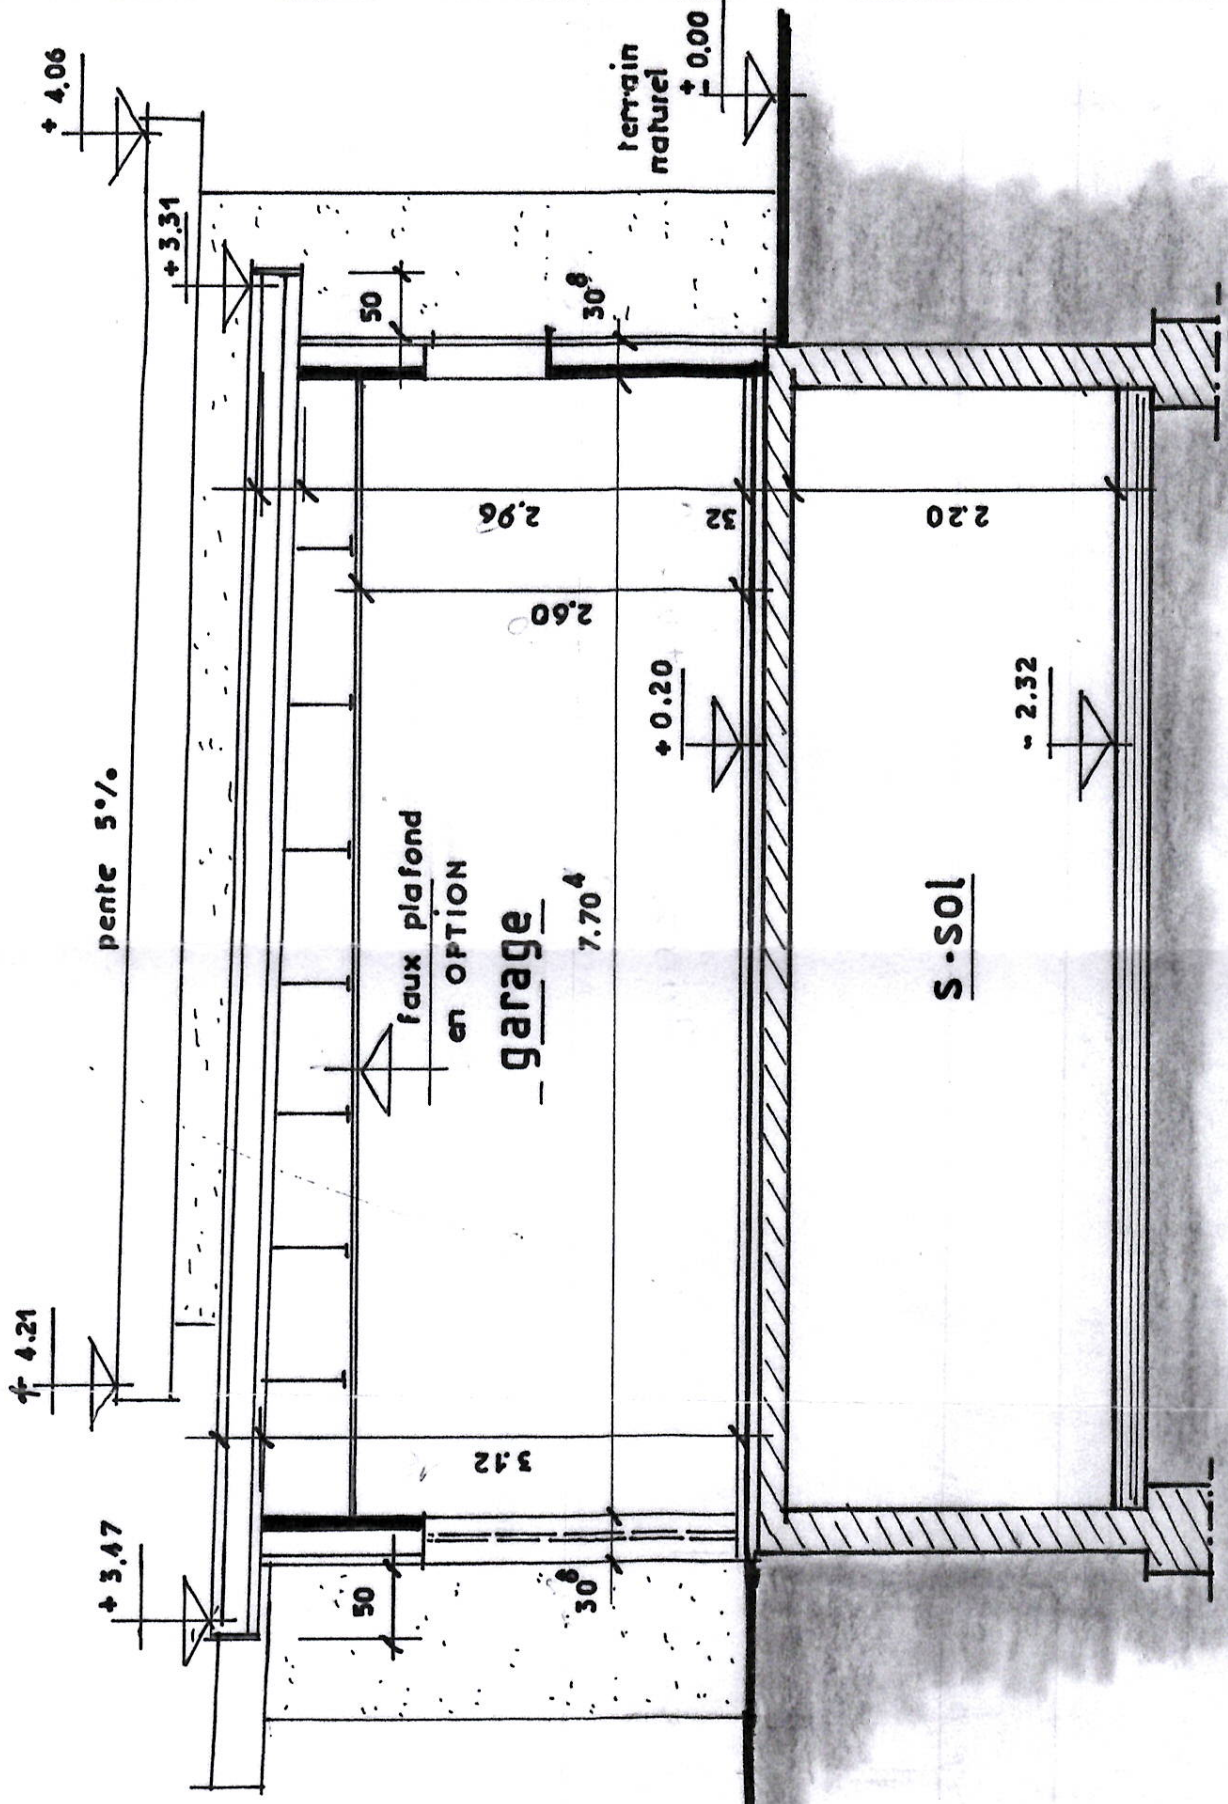 + 4.21
pente 5%
+ 4,06
+ 3,47
+ 3,31
50
50
faux plafond
en OPTION
garage
7.70⁴
30⁸
30⁸
3.12
2,96
2,60
32
+ 0.20
terrain
naturel
± 0,00
2.20
s-sol
- 2.32